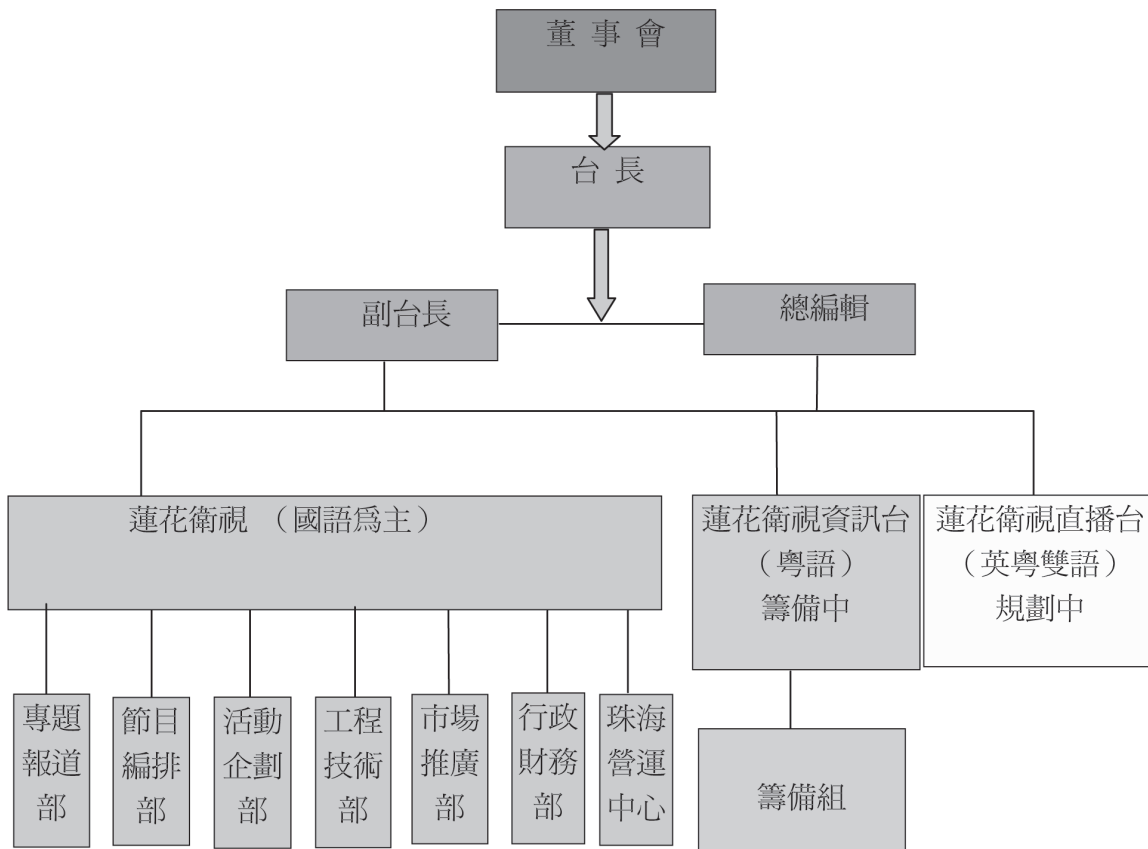 董 事 會
台 長
副台長
總編輯
蓮花衛視 （國語爲主）
蓮花衛視資訊台
（粵語）
籌備中
蓮花衛視直播台
（英粵雙語）
規劃中
專題
報道
部
節目
編排
部
活動
企劃
部
工程
技術
部
市場
推廣
部
行政
財務
部
珠海
營運
中心
籌備組